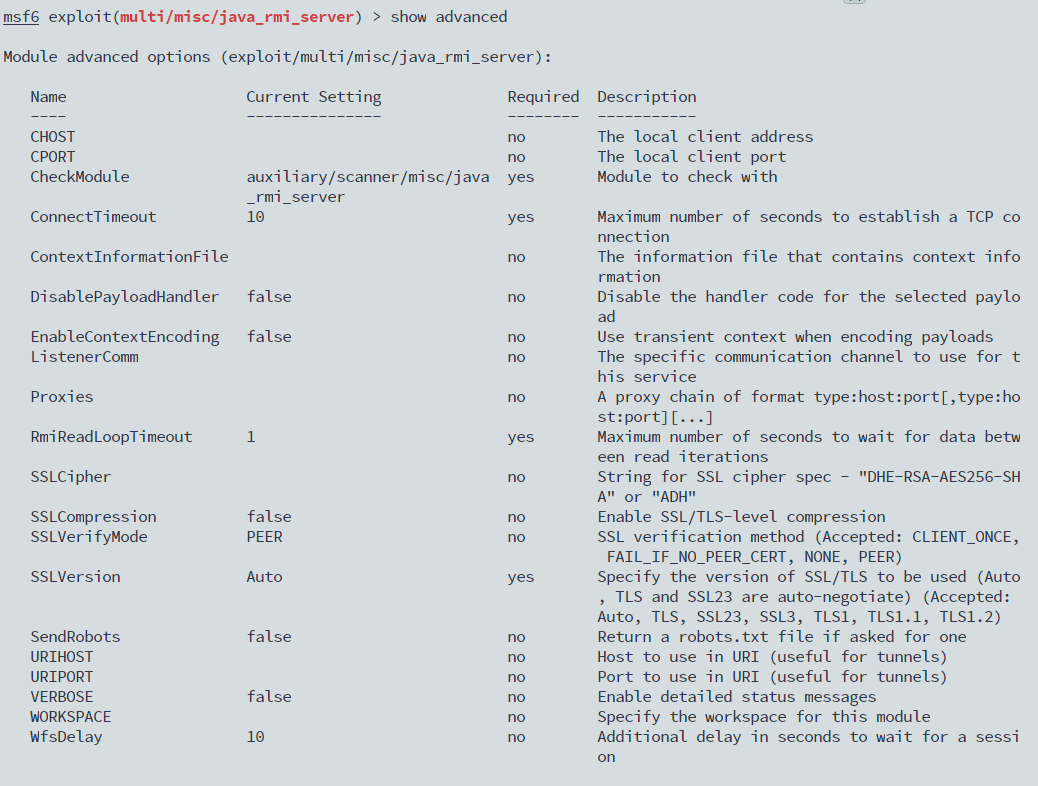 msf6 exploit(multi/misc/java_rmi_server) > show advanced
Module advanced options (exploit/multi/misc/java_rmi_server):
Name Current Setting Required Description
---- --------------- -------- -----------
CHOST no The local client address
CPORT no The local client port
CheckModule auxiliary/scanner/misc/java yes Module to check with
_rmi_server
ConnectTimeout 10 yes Maximum number of seconds to establish a TCP co
nnection
ContextInformationFile no The information file that contains context info
rmation
DisablePayloadHandler false no Disable the handler code for the selected paylo
ad
EnableContextEncoding false no Use transient context when encoding payloads
ListenerComm no The specific communication channel to use for t
his service
Proxies no A proxy chain of format type:host:port[,type:ho
st:port][...]
RmiReadLoopTimeout 1 yes Maximum number of seconds to wait for data betw
een read iterations
SSLCipher no String for SSL cipher spec - "DHE-RSA-AES256-SH
A" or "ADH"
SSLCompression false no Enable SSL/TLS-level compression
SSLVerifyMode PEER no SSL verification method (Accepted: CLIENT_ONCE,
FAIL_IF_NO_PEER_CERT, NONE, PEER)
SSLVersion Auto yes Specify the version of SSL/TLS to be used (Auto
, TLS and SSL23 are auto-negotiate) (Accepted:
Auto, TLS, SSL23, SSL3, TLS1, TLS1.1, TLS1.2)
SendRobots false no Return a robots.txt file if asked for one
URIHOST no Host to use in URI (useful for tunnels)
URIPORT no Port to use in URI (useful for tunnels)
VERBOSE false no Enable detailed status messages
WORKSPACE no Specify the workspace for this module
WfsDelay 10 no Additional delay in seconds to wait for a sessi
on